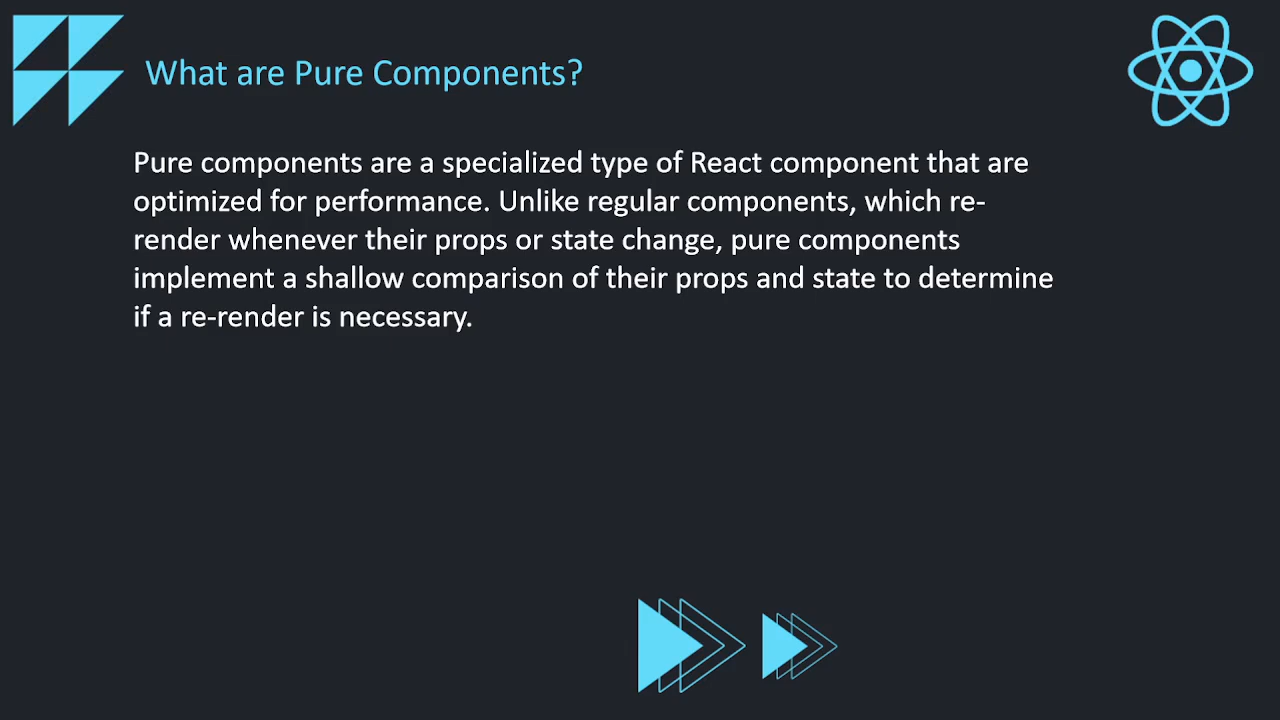 What are Pure Components?
Pure components are a specialized type of React component that are
optimized for performance. Unlike regular components, which re-
render whenever their props or state change, pure components
implement a shallow comparison of their props and state to determine
if a re-render is necessary.